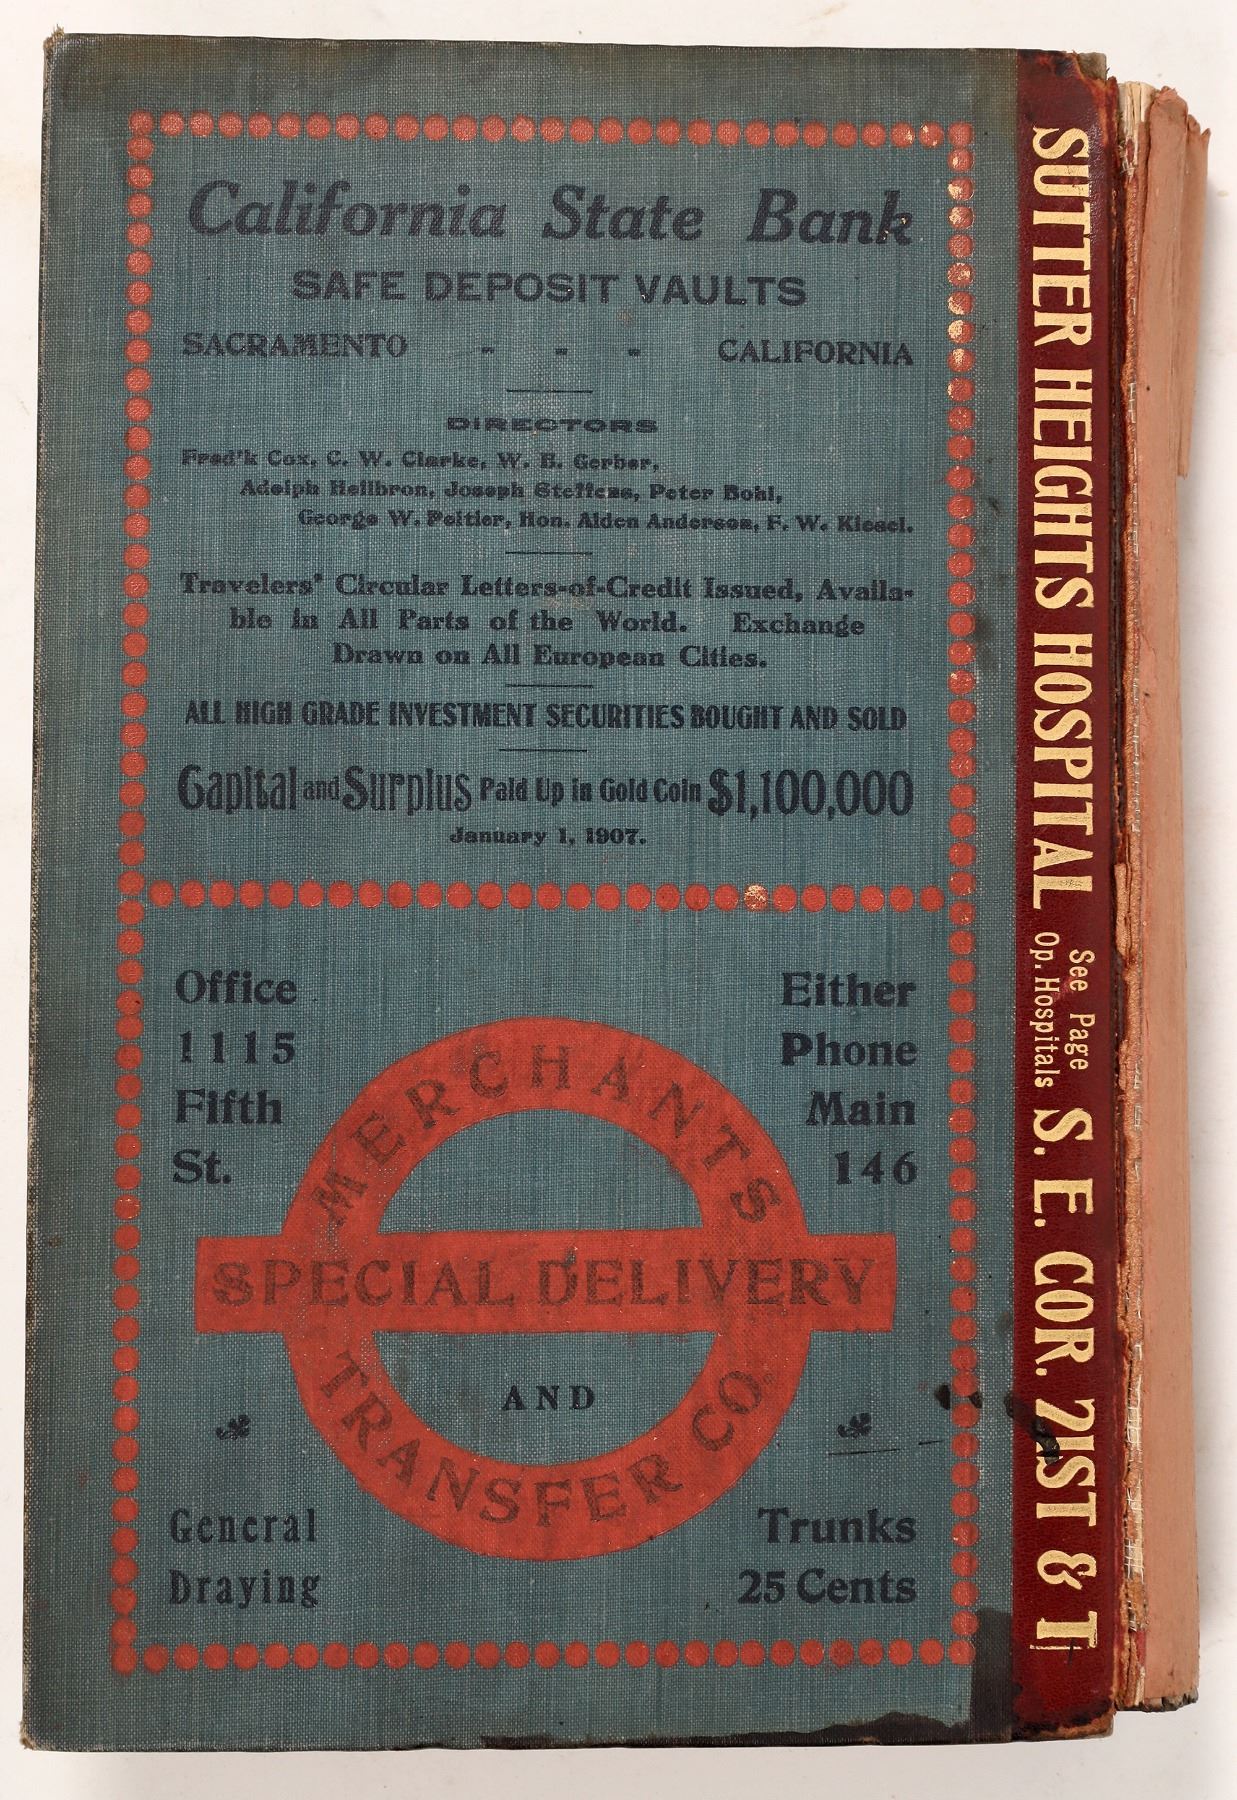 California State Bank
SAFE DEPOSIT VAULTS
SACRAMENTO - - - CALIFORNIA
DIRECTORS
Fred'k Cox, C. W. Clarke, W. E. Gerber,
Adolph Heilbron, Joseph Steffens, Peter Bohl,
George W. Peltier, Hon. Alden Anderson, F. W. Kiesel.
Travelers' Circular Letters-of-Credit Issued, Availa-
ble in All Parts of the World. Exchange
Drawn on All European Cities.
ALL HIGH GRADE INVESTMENT SECURITIES BOUGHT AND SOLD
Capital and Surplus Paid Up in Gold Coin $1,100,000
January 1, 1907.
Office
1115
Fifth
St.
Either
Phone
Main
146
MERCHANTS
SPECIAL DELIVERY
AND
TRANSFER CO.
General
Draying
Trunks
25 Cents
SUTTER HEIGHTS HOSPITAL See Page
Op. Hospitals S. E. COR. 21ST &